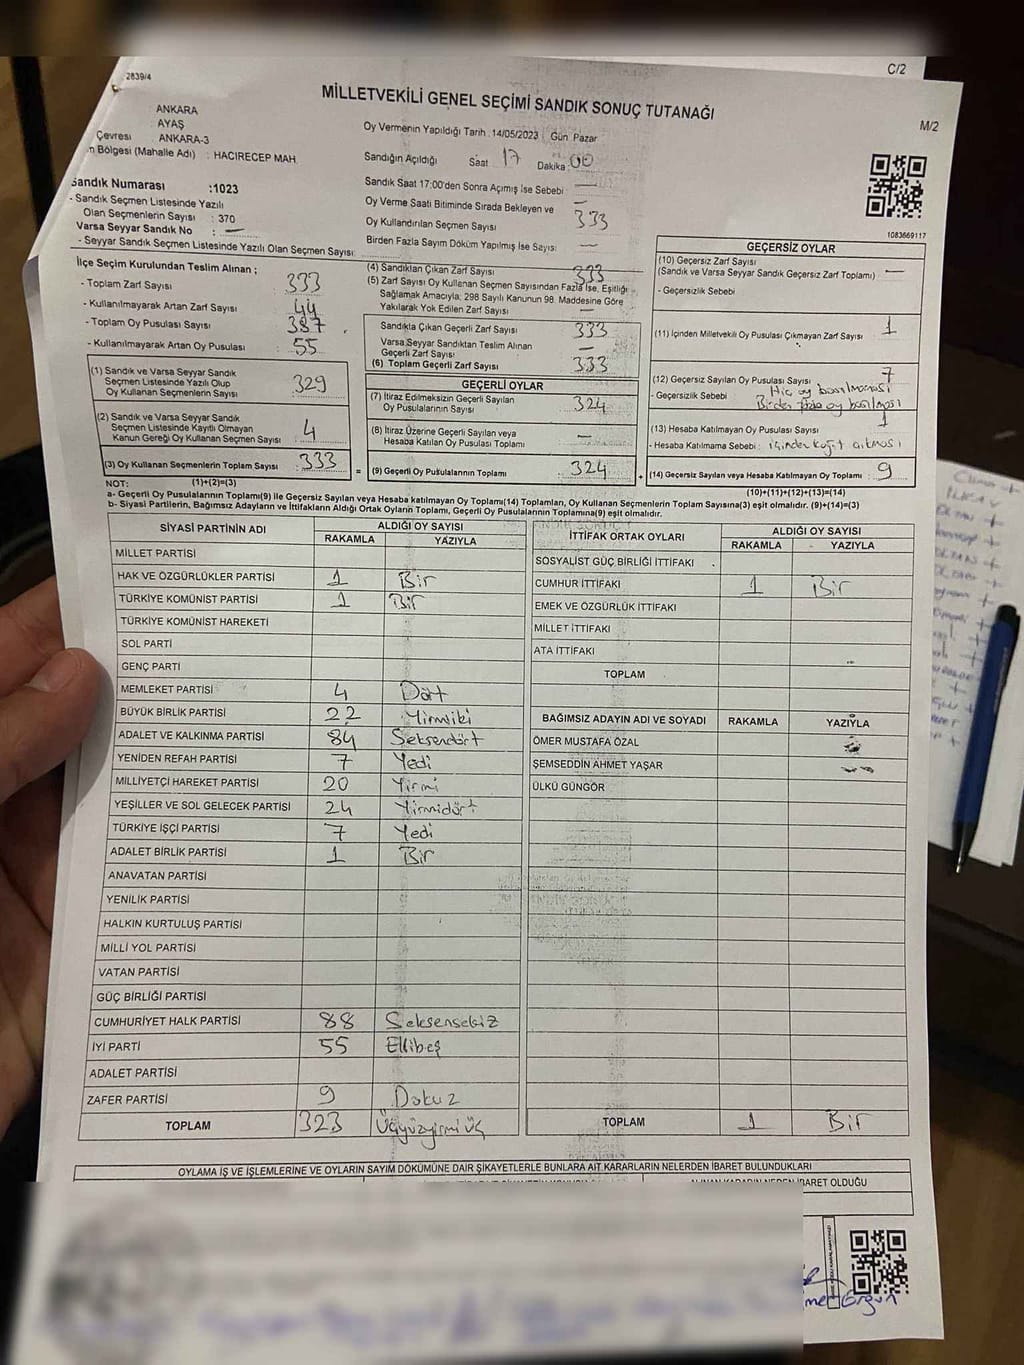 C/2
2839/4
MİLLETVEKİLİ GENEL SEÇİMİ SANDIK SONUÇ TUTANAĞI
M/2
ANKARA
AYAŞ
Çevresi ANKARA-3
Bölgesi (Mahalle Adı) : HACIRECEP MAH
Oy Vermenin Yapıldığı Tarih : 14/05/2023 Gün Pazar
Sandığın Açıldığı Saat 17 Dakika : 00
Sandık Saat 17:00'den Sonra Açılmış İse Sebebi : —
Oy Verme Saati Bitiminde Sırada Bekleyen ve —
Oy Kullandırılan Seçmen Sayısı 333
Birden Fazla Sayım Döküm Yapılmış İse Sayısı: —
Sandık Numarası :1023
- Sandık Seçmen Listesinde Yazılı
Olan Seçmenlerin Sayısı : 370
Varsa Seyyar Sandık No : —
- Seyyar Sandık Seçmen Listesinde Yazılı Olan Seçmen Sayısı:
1083669117
İlçe Seçim Kurulundan Teslim Alınan ;
- Toplam Zarf Sayısı : 333
- Kullanılmayarak Artan Zarf Sayısı : 44
- Toplam Oy Pusulası Sayısı : 387
- Kullanılmayarak Artan Oy Pusulası : 55
(1) Sandık ve Varsa Seyyar Sandık
Seçmen Listesinde Yazılı Olup
Oy Kullanan Seçmenlerin Sayısı : 329
(2) Sandık ve Varsa Seyyar Sandık
Seçmen Listesinde Kayıtlı Olmayan
Kanun Gereği Oy Kullanan Seçmen Sayısı : 4
(3) Oy Kullanan Seçmenlerin Toplam Sayısı : 333
(4) Sandıktan Çıkan Zarf Sayısı : 333
(5) Zarf Sayısı Oy Kullanan Seçmen Sayısından Fazla İse, Eşitliği
Sağlamak Amacıyla; 298 Sayılı Kanunun 98. Maddesine Göre
Yakılarak Yok Edilen Zarf Sayısı : —
Sandıkta Çıkan Geçerli Zarf Sayısı : 333
Varsa Seyyar Sandıktan Teslim Alınan
Geçerli Zarf Sayısı : —
(6) Toplam Geçerli Zarf Sayısı : 333
GEÇERLİ OYLAR
(7) İtiraz Edilmeksizin Geçerli Sayılan
Oy Pusulalarının Sayısı : 324
(8) İtiraz Üzerine Geçerli Sayılan veya
Hesaba Katılan Oy Pusulası Toplamı : —
= (9) Geçerli Oy Pusulalarının Toplamı : 324
GEÇERSİZ OYLAR
(10) Geçersiz Zarf Sayısı
(Sandık ve Varsa Seyyar Sandık Geçersiz Zarf Toplamı) : —
- Geçersizlik Sebebi :
(11) İçinden Milletvekili Oy Pusulası Çıkmayan Zarf Sayısı : 1
(12) Geçersiz Sayılan Oy Pusulası Sayısı : 7
- Geçersizlik Sebebi : Hiç oy basılmaması
Birden fazla oy basılması
(13) Hesaba Katılmayan Oy Pusulası Sayısı : 1
- Hesaba Katılmama Sebebi : içinden kağıt çıkması
+ (14) Geçersiz Sayılan veya Hesaba Katılmayan Oy Toplamı : 9
NOT: (1)+(2)=(3)
(10)+(11)+(12)+(13)=(14)
a- Geçerli Oy Pusulalarının Toplamı(9) ile Geçersiz Sayılan veya Hesaba katılmayan Oy Toplamı(14) Toplamları, Oy Kullanan Seçmenlerin Toplam Sayısına(3) eşit olmalıdır. (9)+(14)=(3)
b- Siyasi Partilerin, Bağımsız Adayların ve İttifakların Aldığı Ortak Oyların Toplamı, Geçerli Oy Pusulalarının Toplamına(9) eşit olmalıdır.
SİYASİ PARTİNİN ADI
ALDIĞI OY SAYISI
RAKAMLA YAZIYLA
MİLLET PARTİSİ
HAK VE ÖZGÜRLÜKLER PARTİSİ 1 Bir
TÜRKİYE KOMÜNİST PARTİSİ 1 Bir
TÜRKİYE KOMÜNİST HAREKETİ
SOL PARTİ
GENÇ PARTİ
MEMLEKET PARTİSİ 4 Dört
BÜYÜK BİRLİK PARTİSİ 22 Yirmiiki
ADALET VE KALKINMA PARTİSİ 84 Seksendört
YENİDEN REFAH PARTİSİ 7 Yedi
MİLLİYETÇİ HAREKET PARTİSİ 20 Yirmi
YEŞİLLER VE SOL GELECEK PARTİSİ 24 Yirmidört
TÜRKİYE İŞÇİ PARTİSİ 7 Yedi
ADALET BİRLİK PARTİSİ 1 Bir
ANAVATAN PARTİSİ
YENİLİK PARTİSİ
HALKIN KURTULUŞ PARTİSİ
MİLLİ YOL PARTİSİ
VATAN PARTİSİ
GÜÇ BİRLİĞİ PARTİSİ
CUMHURİYET HALK PARTİSİ 88 Seksensekiz
İYİ PARTİ 55 Ellibeş
ADALET PARTİSİ
ZAFER PARTİSİ 9 Dokuz
TOPLAM 323 Üçyüzyirmi üç
İTTİFAK ORTAK OYLARI
ALDIĞI OY SAYISI
RAKAMLA YAZIYLA
SOSYALİST GÜÇ BİRLİĞİ İTTİFAKI
CUMHUR İTTİFAKI 1 Bir
EMEK VE ÖZGÜRLÜK İTTİFAKI
MİLLET İTTİFAKI
ATA İTTİFAKI
TOPLAM
BAĞIMSIZ ADAYIN ADI VE SOYADI RAKAMLA YAZIYLA
ÖMER MUSTAFA ÖZAL
ŞEMSEDDİN AHMET YAŞAR
ÜLKÜ GÜNGÖR
TOPLAM 1 Bir
OYLAMA İŞ VE İŞLEMLERİNE VE OYLARIN SAYIM DÖKÜMÜNE DAİR ŞİKAYETLERLE BUNLARA AİT KARARLARIN NELERDEN İBARET BULUNDUKLARI
ALINAN KARARIN NEDEN İBARET OLDUĞU
Ergün